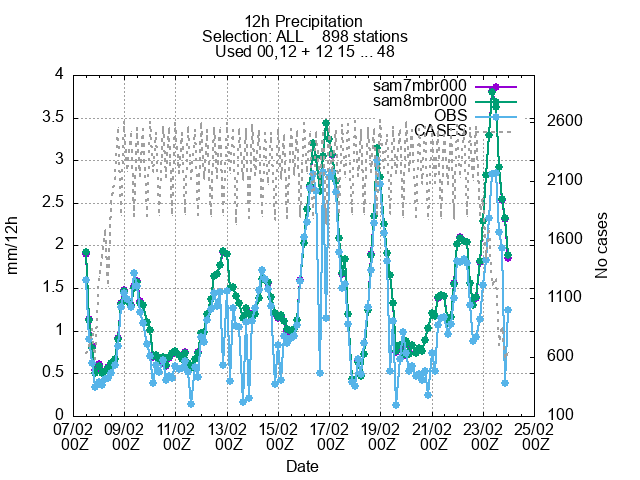 12h Precipitation
Selection: ALL    898 stations
Used 00,12 + 12 15 ... 48
sam7mbr000
sam8mbr000
OBS
CASES
4
3.5
3
2.5
2
1.5
1
0.5
0
mm/12h
2600
2100
1600
1100
600
100
No cases
07/02 09/02 11/02 13/02 15/02 17/02 19/02 21/02 23/02 25/02
00Z 00Z 00Z 00Z 00Z 00Z 00Z 00Z 00Z 00Z
Date